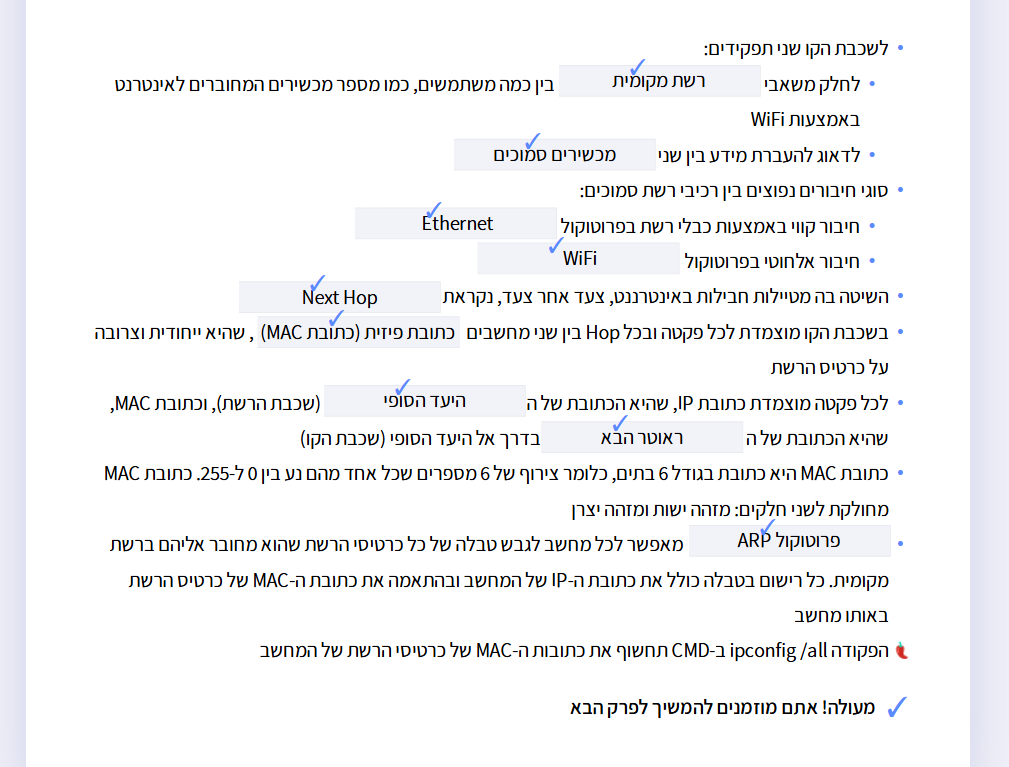 לשכבת הקו שני תפקידים:
לחלק משאבי רשת מקומית בין כמה משתמשים, כמו מספר מכשירים המחוברים לאינטרנט
באמצעות WiFi
לדאוג להעברת מידע בין שני מכשירים סמוכים
סוגי חיבורים נפוצים בין רכיבי רשת סמוכים:
חיבור קווי באמצעות כבלי רשת בפרוטוקול Ethernet
חיבור אלחוטי בפרוטוקול WiFi
השיטה בה מטיילות חבילות באינטרננט, צעד אחר צעד, נקראת Next Hop
בשכבת הקו מוצמדת לכל פקטה ובכל Hop בין שני מחשבים כתובת פיזית (כתובת MAC) , שהיא ייחודית וצרובה
על כרטיס הרשת
לכל פקטה מוצמדת כתובת IP, שהיא הכתובת של ה היעד הסופי (שכבת הרשת), וכתובת MAC,
שהיא הכתובת של ה ראוטר הבא בדרך אל היעד הסופי (שכבת הקו)
כתובת MAC היא כתובת בגודל 6 בתים, כלומר צירוף של 6 מספרים שכל אחד מהם נע בין 0 ל-255. כתובת MAC
מחולקת לשני חלקים: מזהה ישות ומזהה יצרן
פרוטוקול ARP מאפשר לכל מחשב לגבש טבלה של כל כרטיסי הרשת שהוא מחובר אליהם ברשת
מקומית. כל רישום בטבלה כולל את כתובת ה-IP של המחשב ובהתאמה את כתובת ה-MAC של כרטיס הרשת
באותו מחשב
הפקודה ipconfig /all ב-CMD תחשוף את כתובות ה-MAC של כרטיסי הרשת של המחשב
מעולה! אתם מוזמנים להמשיך לפרק הבא